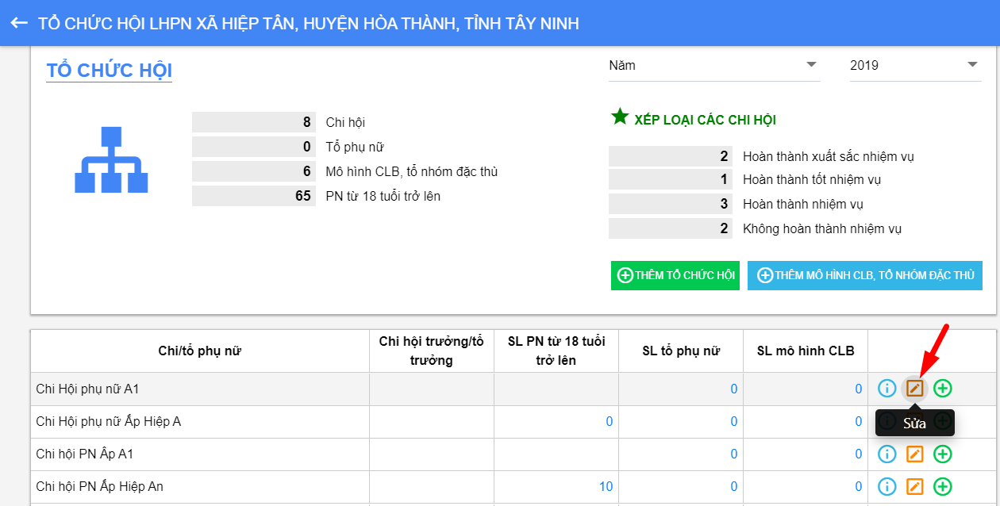 TỔ CHỨC HỘI LHPN XÃ HIỆP TÂN, HUYỆN HÒA THÀNH, TỈNH TÂY NINH
TỔ CHỨC HỘI
Năm 2019
8 Chi hội
0 Tổ phụ nữ
6 Mô hình CLB, tổ nhóm đặc thù
65 PN từ 18 tuổi trở lên
XẾP LOẠI CÁC CHI HỘI
2 Hoàn thành xuất sắc nhiệm vụ
1 Hoàn thành tốt nhiệm vụ
3 Hoàn thành nhiệm vụ
2 Không hoàn thành nhiệm vụ
THÊM TỔ CHỨC HỘI THÊM MÔ HÌNH CLB, TỔ NHÓM ĐẶC THÙ
Chi/tổ phụ nữ
Chi hội trưởng/tổ
trưởng
SL PN từ 18 tuổi
trở lên
SL tổ phụ nữ
SL mô hình CLB
Chi Hội phụ nữ A1 0 0
Chi Hội phụ nữ Ấp Hiệp A 0 0 0
Sửa
Chi hội PN Ấp A1 0 0
Chi hội PN Ấp Hiệp An 10 0 0